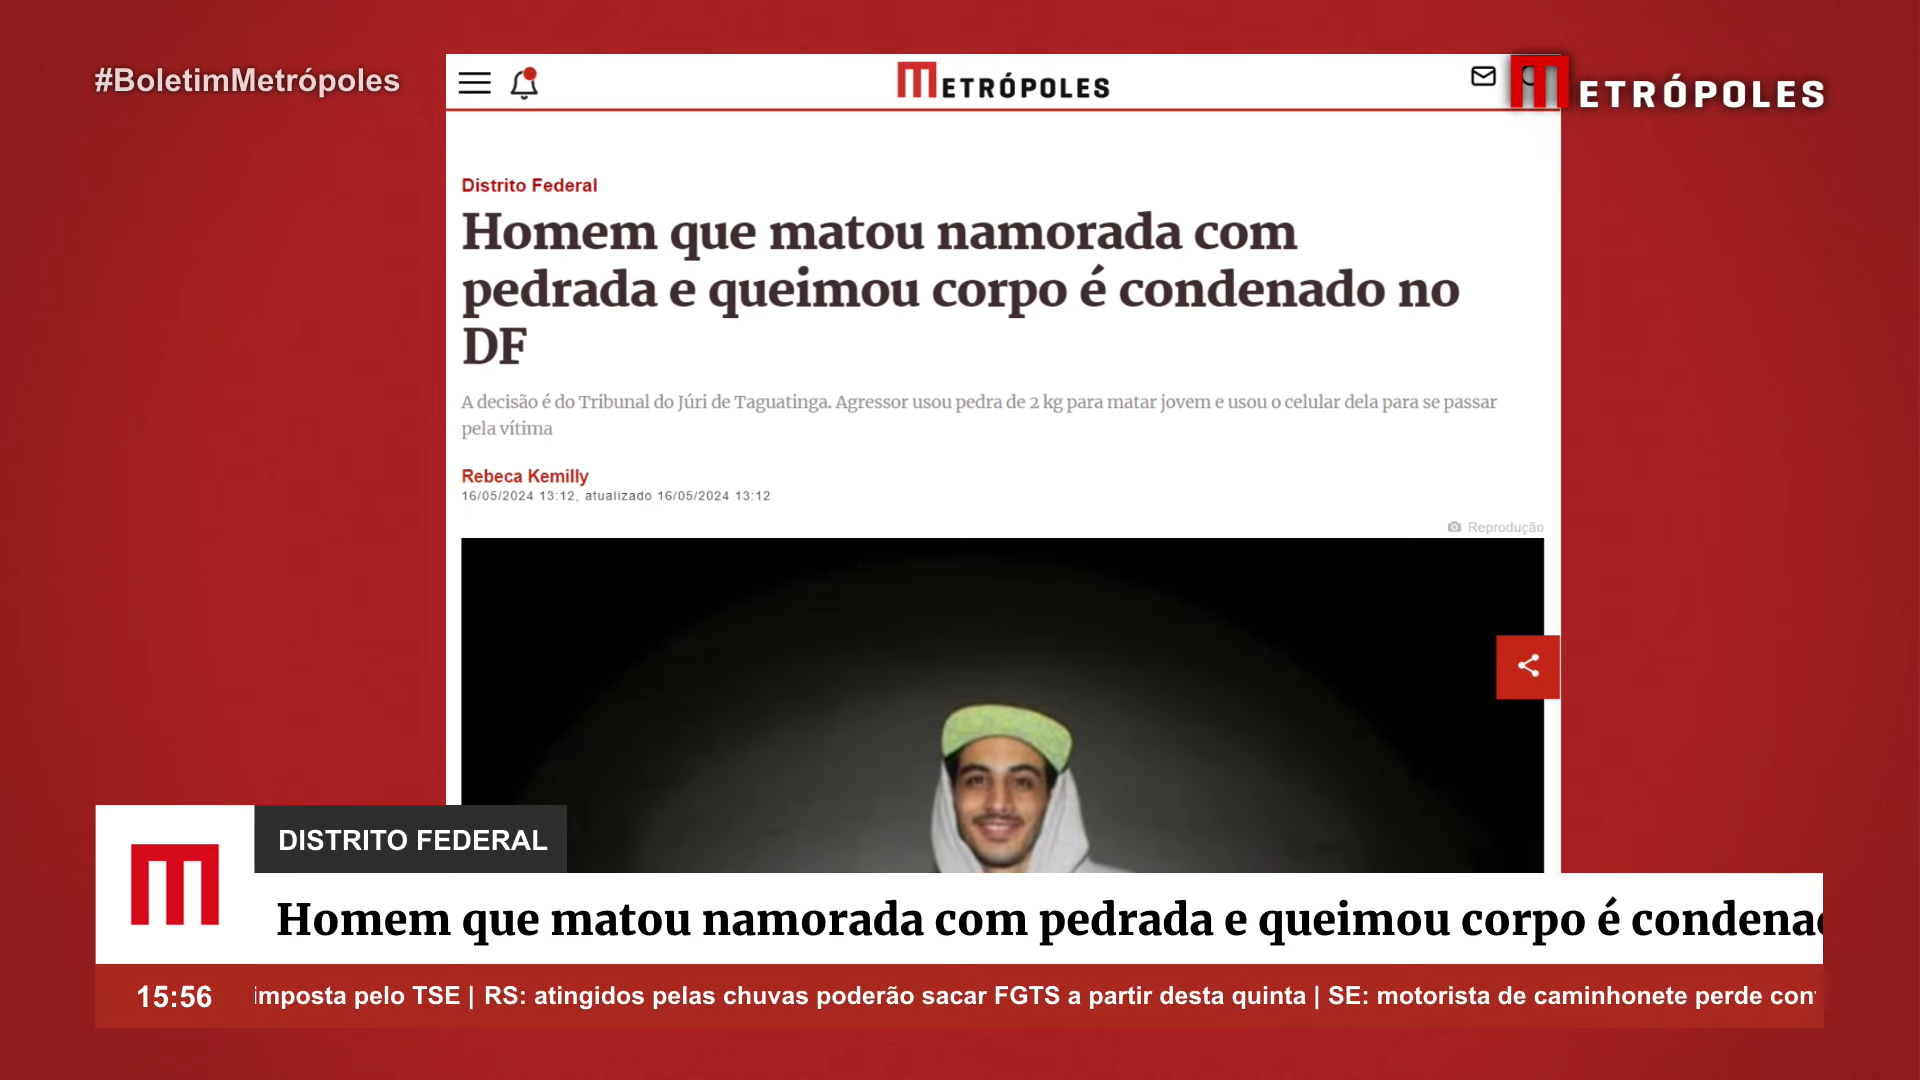 #BoletimMetrópoles
METRÓPOLES
METRÓPOLES
Distrito Federal
Homem que matou namorada com
pedrada e queimou corpo é condenado no
DF
A decisão é do Tribunal do Júri de Taguatinga. Agressor usou pedra de 2 kg para matar jovem e usou o celular dela para se passar
pela vítima
Rebeca Kemilly
16/05/2024 13:12, atualizado 16/05/2024 13:12
Reprodução
DISTRITO FEDERAL
Homem que matou namorada com pedrada e queimou corpo é condenad
15:56
imposta pelo TSE | RS: atingidos pelas chuvas poderão sacar FGTS a partir desta quinta | SE: motorista de caminhonete perde con